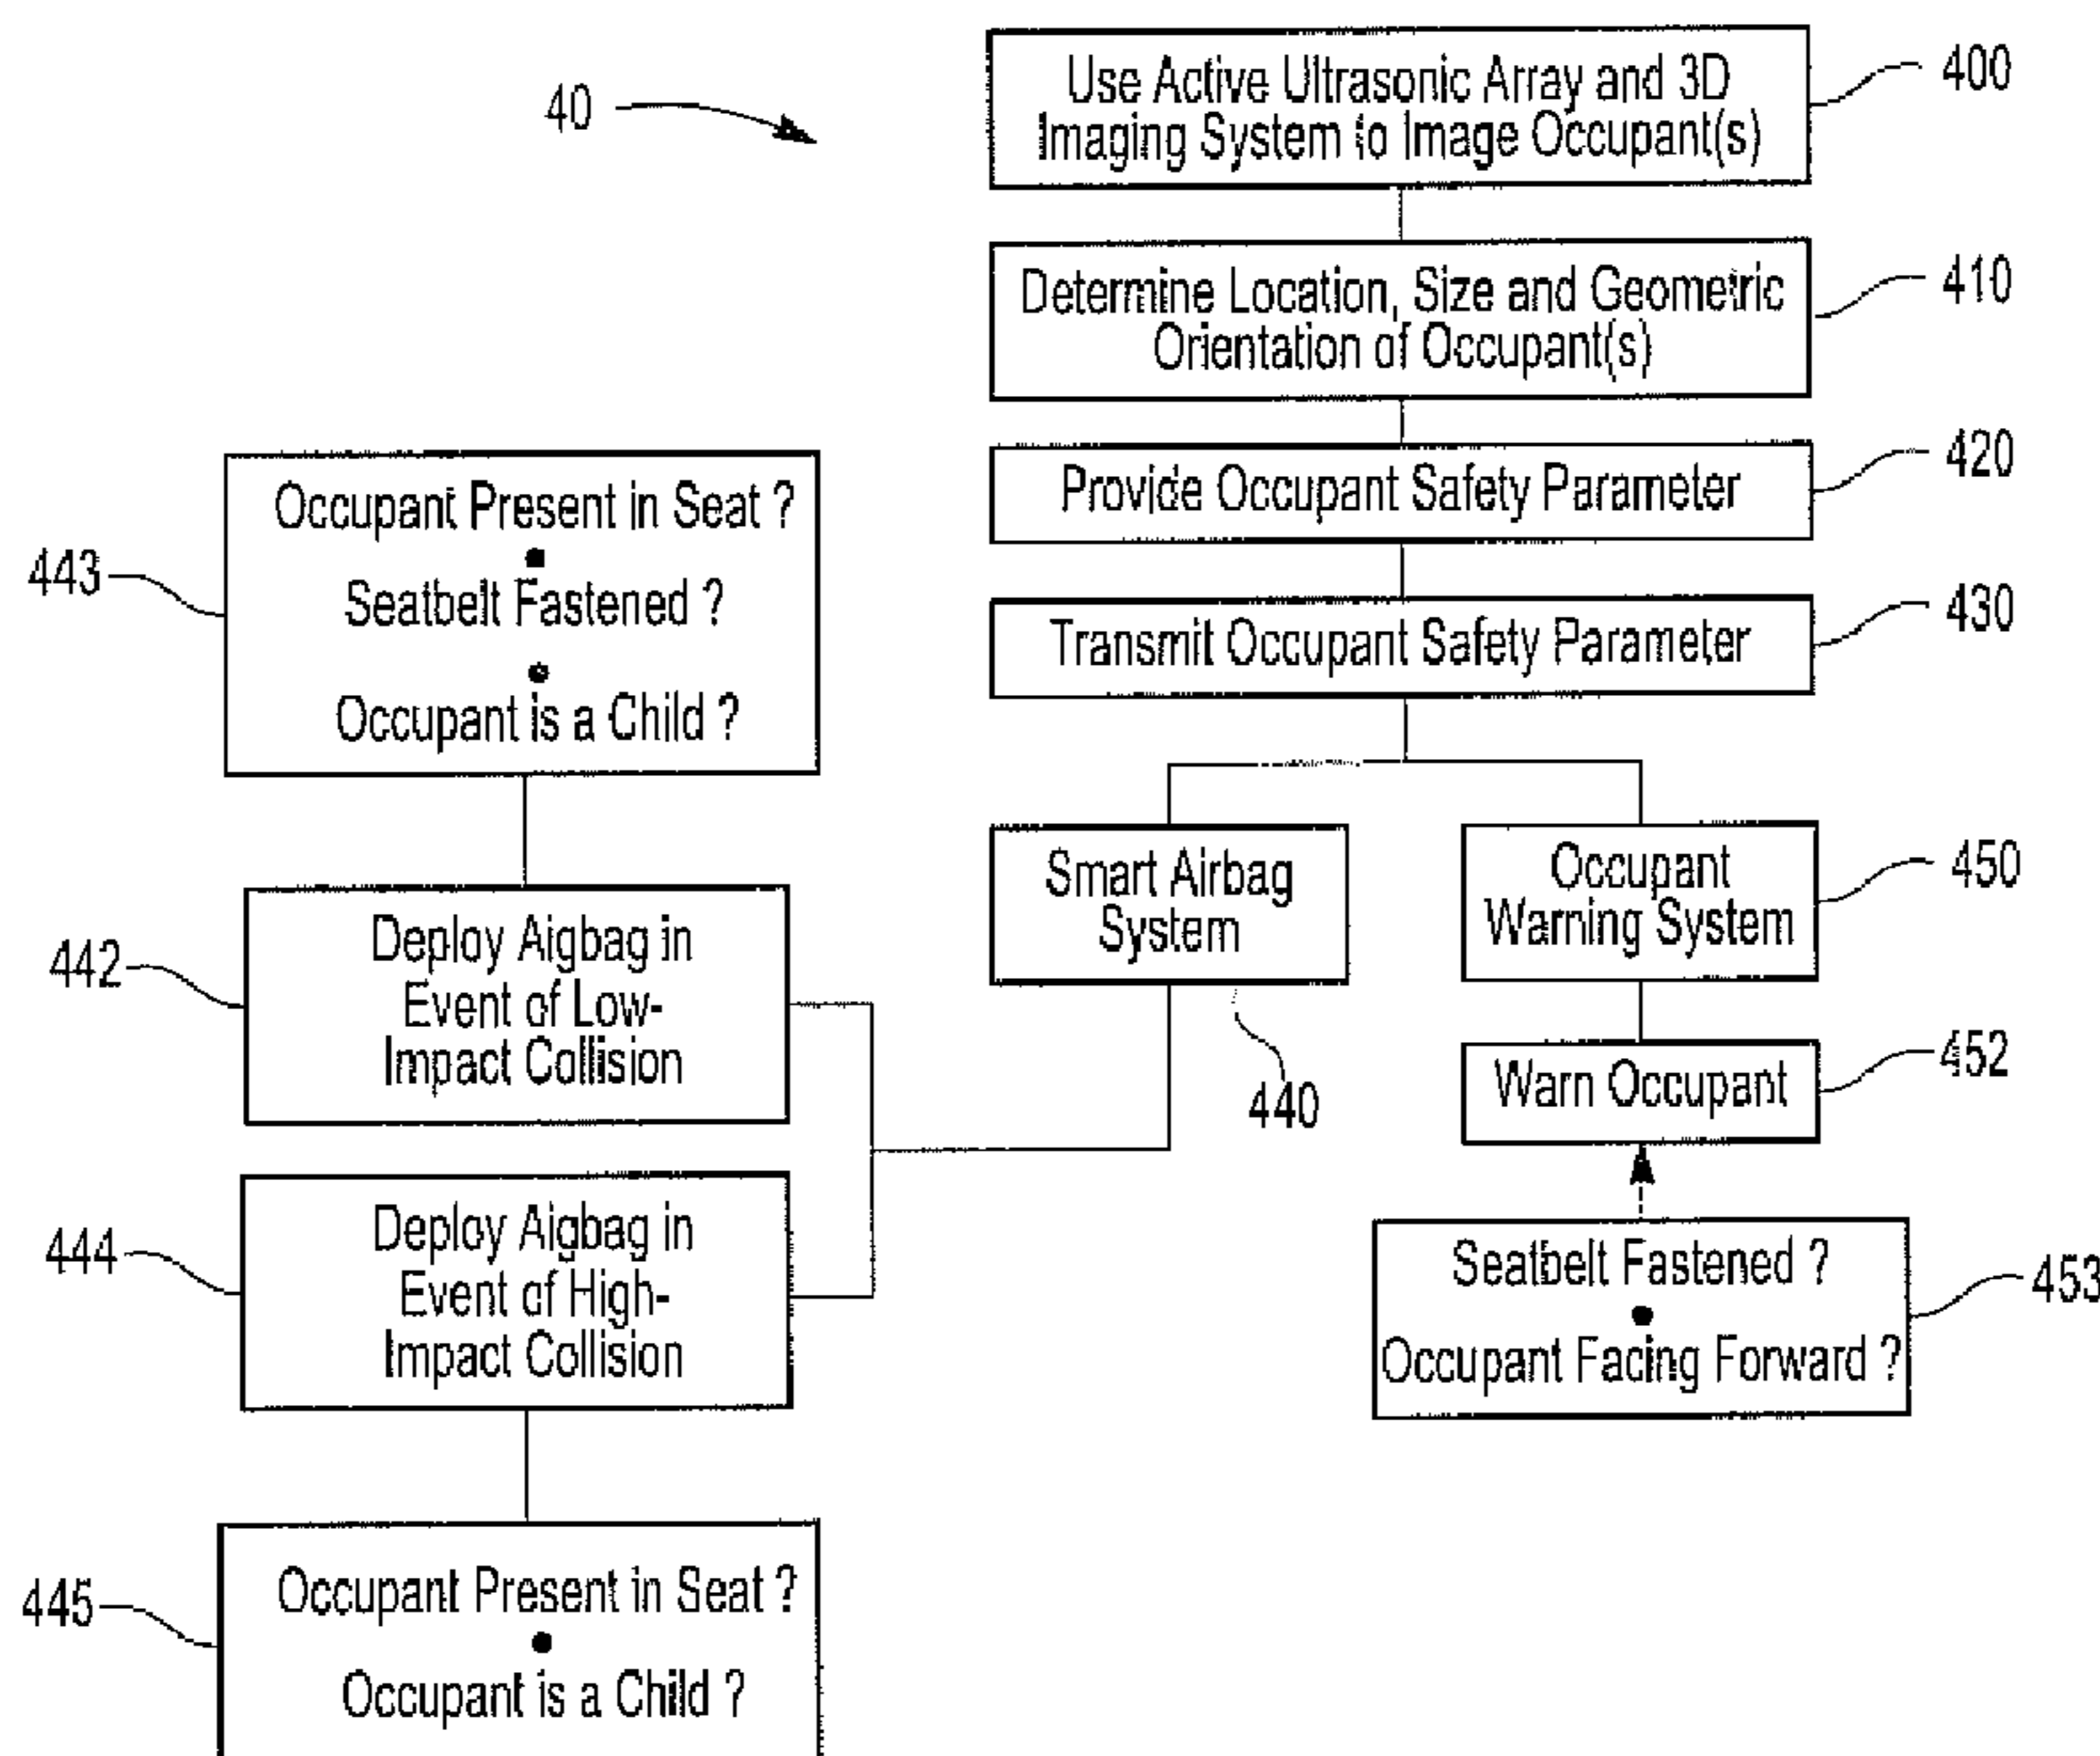 40
Use Active Ultrasonic Array and 3D
Imaging System to Image Occupant(s)
400
Determine Location, Size and Geometric
Orientation of Occupant(s)
410
Provide Occupant Safety Parameter
420
Transmit Occupant Safety Parameter
430
Smart Airbag
System
440
Occupant
Warning System
450
Warn Occupant
452
Seatbelt Fastened ?
•
Occupant Facing Forward ?
453
443
Occupant Present in Seat ?
•
Seatbelt Fastened ?
•
Occupant is a Child ?
442
Deploy Aigbag in
Event of Low-
Impact Collision
444
Deploy Aigbag in
Event of High-
Impact Collision
445
Occupant Present in Seat ?
•
Occupant is a Child ?